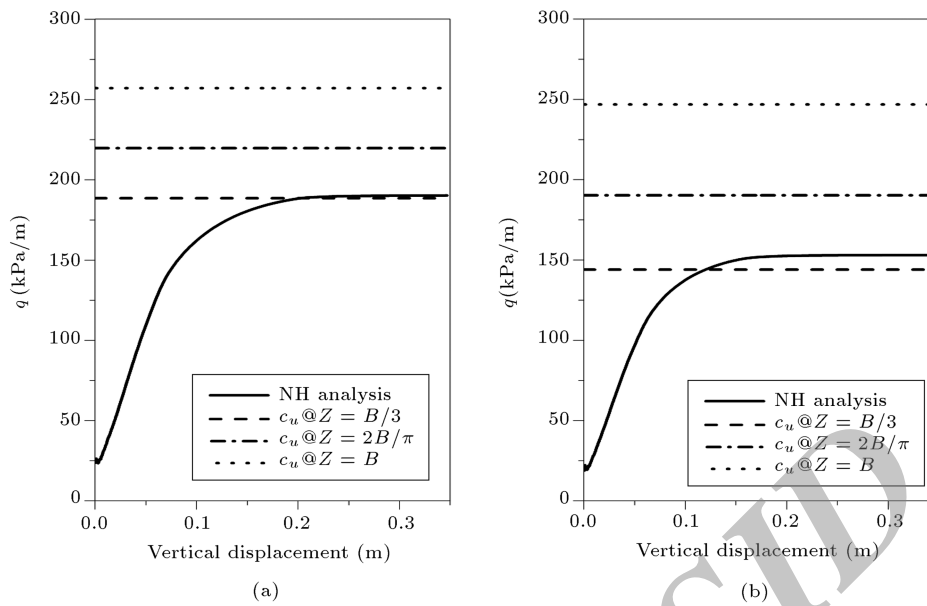 300
250
200
150
100
50
0
q (kPa/m)
NH analysis
c_u@Z = B/3
c_u@Z = 2B/π
c_u@Z = B
0.0 0.1 0.2 0.3
Vertical displacement (m)
(a)
300
250
200
150
100
50
0
q(kPa/m)
NH analysis
c_u@Z = B/3
c_u@Z = 2B/π
c_u@Z = B
0.0 0.1 0.2 0.3
Vertical displacement (m)
(b)
SID